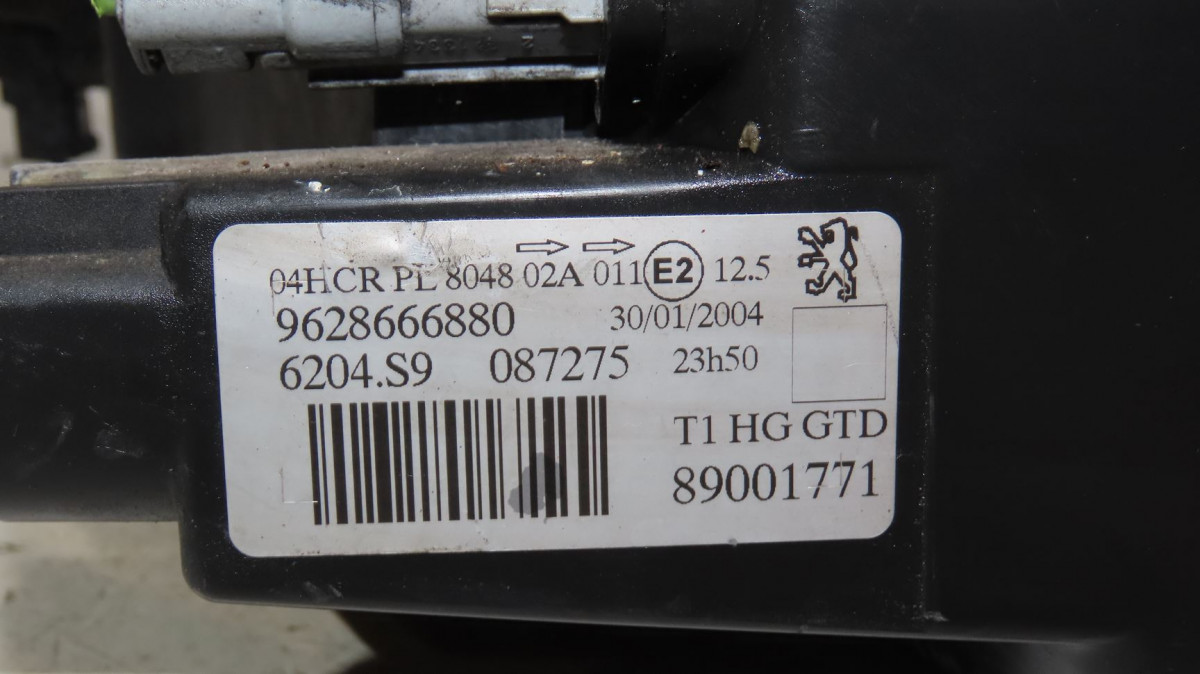 04HCR PL 8048 02A 011 E2 12.5
9628666880 30/01/2004
6204.S9 087275 23h50
T1 HG GTD
89001771